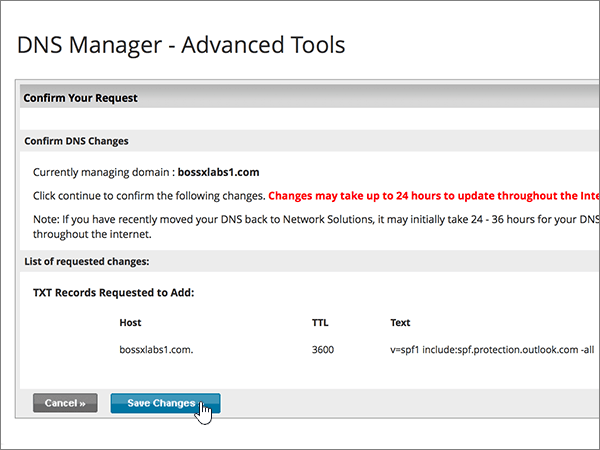 DNS Manager - Advanced Tools
Confirm Your Request
Confirm DNS Changes
Currently managing domain : bossxlabs1.com
Click continue to confirm the following changes. Changes may take up to 24 hours to update throughout the
Note: If you have recently moved your DNS back to Network Solutions, it may initially take 24 - 36 hours for your DNS
throughout the internet.
List of requested changes:
TXT Records Requested to Add:
Host TTL Text
bossxlabs1.com. 3600 v=spf1 include:spf.protection.outlook.com -all
Cancel » Save Changes